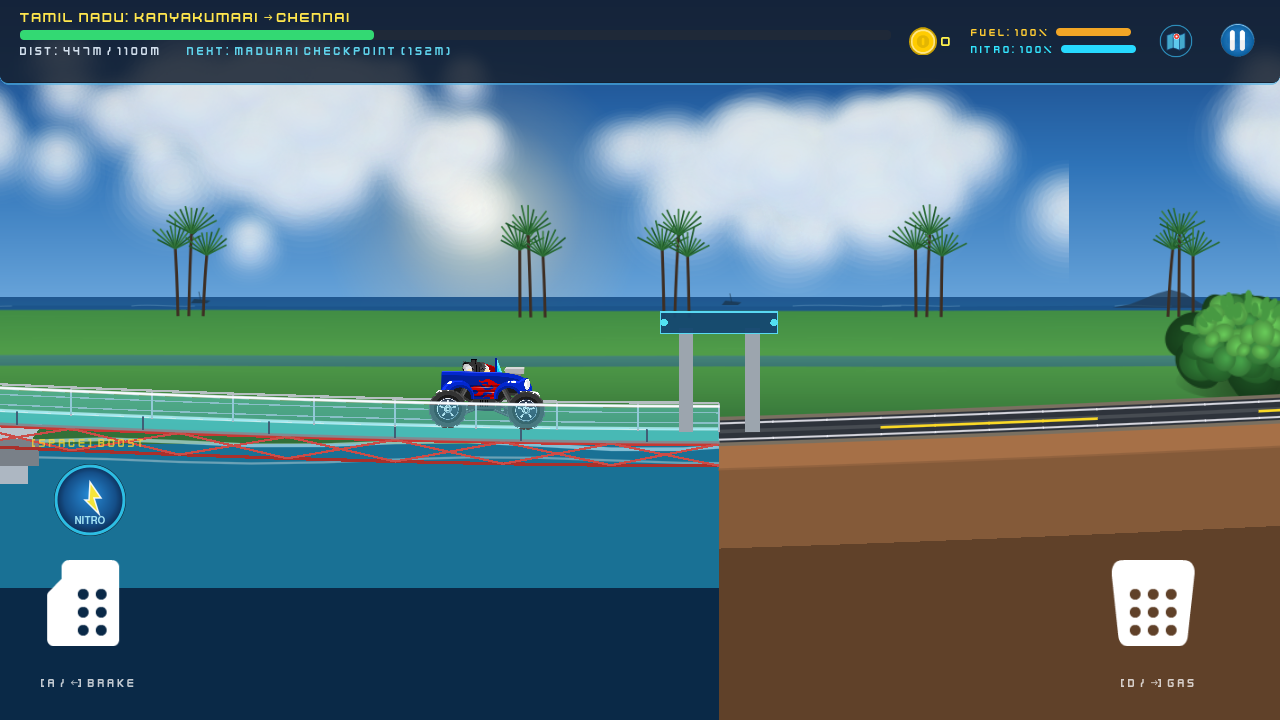 TAMIL NADU: KANYAKUMARI → CHENNAI
DIST: 447M / 1100M NEXT: MADURAI CHECKPOINT (152M)
0
FUEL: 100%
NITRO: 100%
[SPACE] BOOST
NITRO
[A / ←] BRAKE
[D / →] GAS